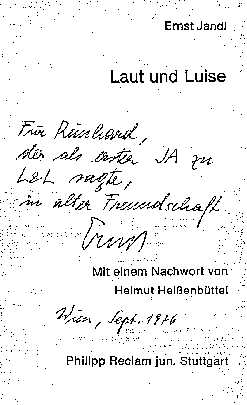 Ernst Jandl
Laut und Luise
Für Reinhard,
der als erster JA zu
L&L sagte,
in alter Freundschaft
Ernst
Mit einem Nachwort von
Helmut Heißenbüttel
Wien, Sept. 1976
Philipp Reclam jun. Stuttgart